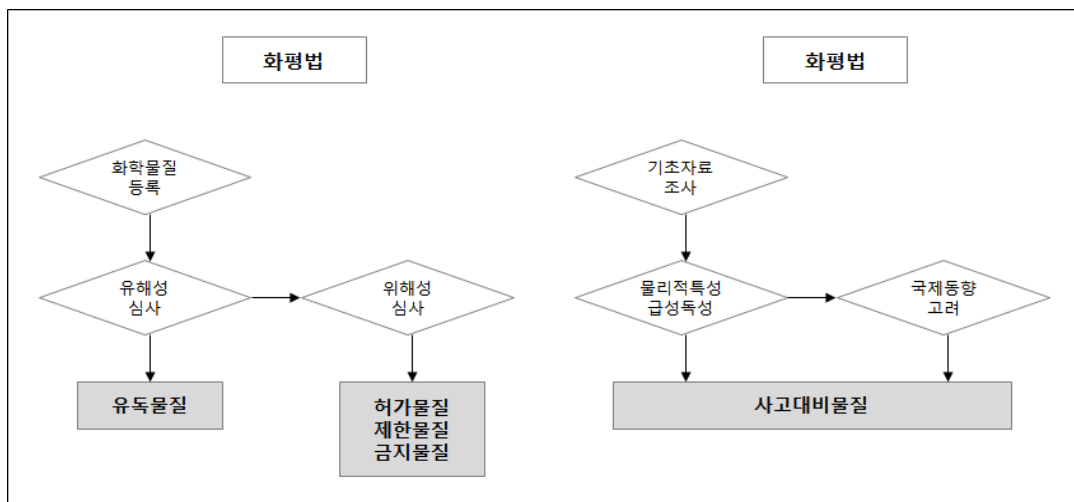 화평법
화학물질
등록
유해성
심사
위해성
심사
유독물질
허가물질
제한물질
금지물질
화평법
기초자료
조사
물리적특성
급성독성
국제동향
고려
사고대비물질